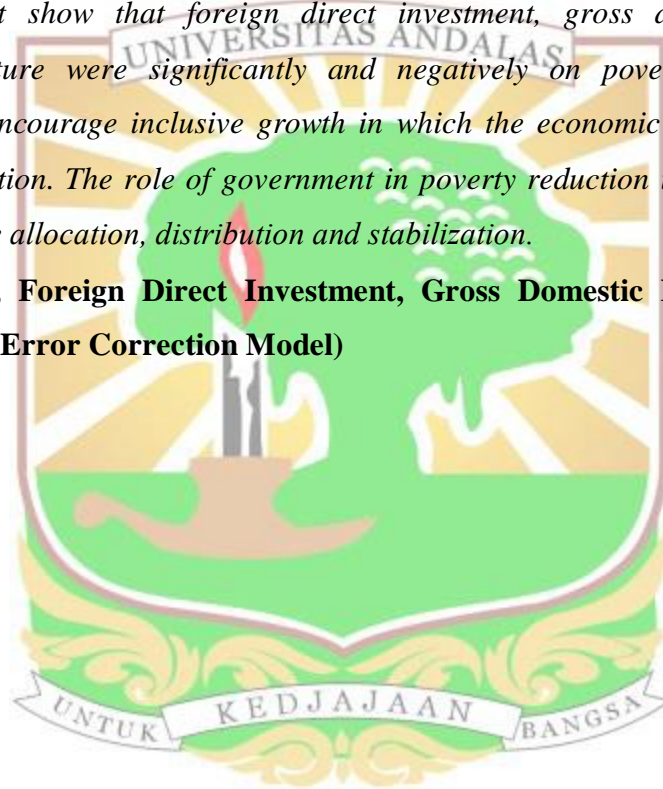 t show that foreign direct investment, gross
UNIVERSITAS ANDALAS
ture were significantly and negatively on pove
ncourage inclusive growth in which the economic
tion. The role of government in poverty reduction
allocation, distribution and stabilization.
, Foreign Direct Investment, Gross Domestic
Error Correction Model)
UNTUK KEDJAJAAN BANGSA